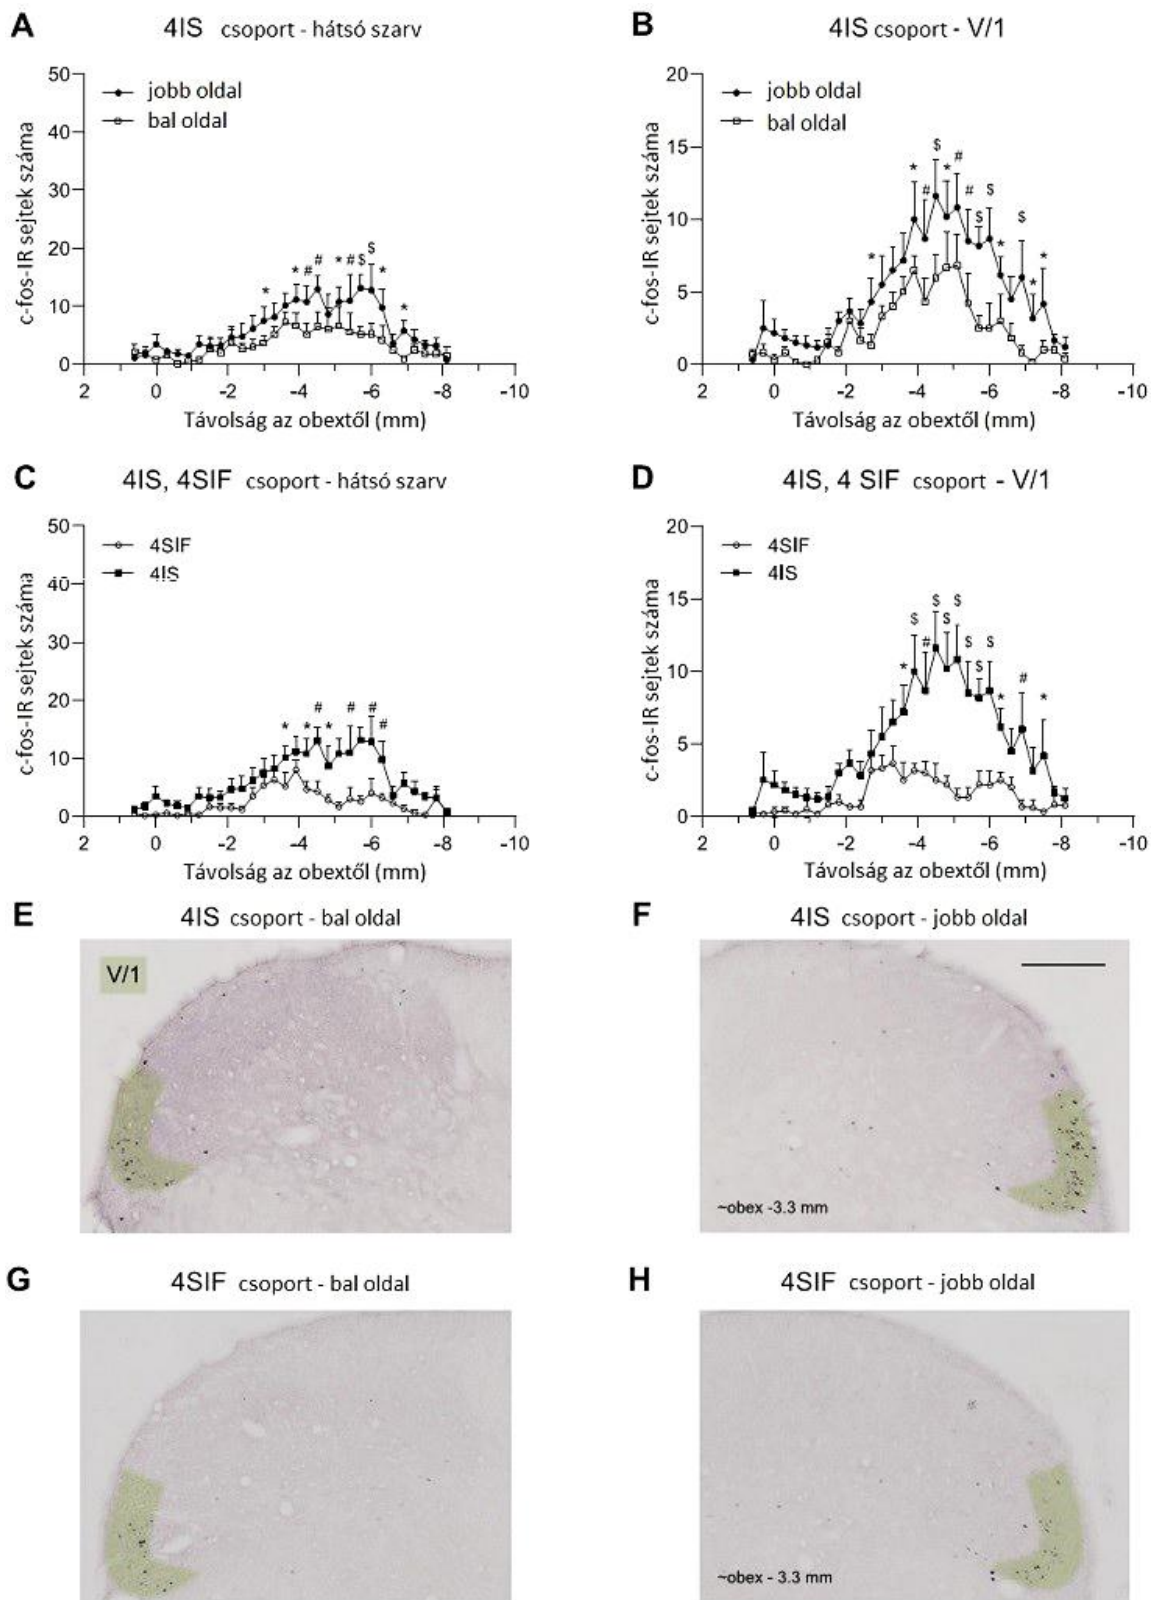 A 4IS csoport - hátsó szarv
50
40
30
20
10
0
c-fos-IR sejtek száma
jobb oldal
bal oldal
* * # # * # $ $ * *
2 0 -2 -4 -6 -8 -10
Távolság az obextől (mm)
B 4IS csoport - V/1
20
15
10
5
0
c-fos-IR sejtek száma
jobb oldal
bal oldal
* * # $ * # # $ $ * $ * *
2 0 -2 -4 -6 -8 -10
Távolság az obextől (mm)
C 4IS, 4SIF csoport - hátsó szarv
50
40
30
20
10
0
c-fos-IR sejtek száma
4SIF
4IS
* * # * # # #
2 0 -2 -4 -6 -8 -10
Távolság az obextől (mm)
D 4IS, 4 SIF csoport - V/1
20
15
10
5
0
c-fos-IR sejtek száma
4SIF
4IS
* $ # $ $ $ $ $ $ * # *
2 0 -2 -4 -6 -8 -10
Távolság az obextől (mm)
E 4IS csoport - bal oldal
V/1
F 4IS csoport - jobb oldal
~obex -3.3 mm
G 4SIF csoport - bal oldal
H 4SIF csoport - jobb oldal
~obex - 3.3 mm